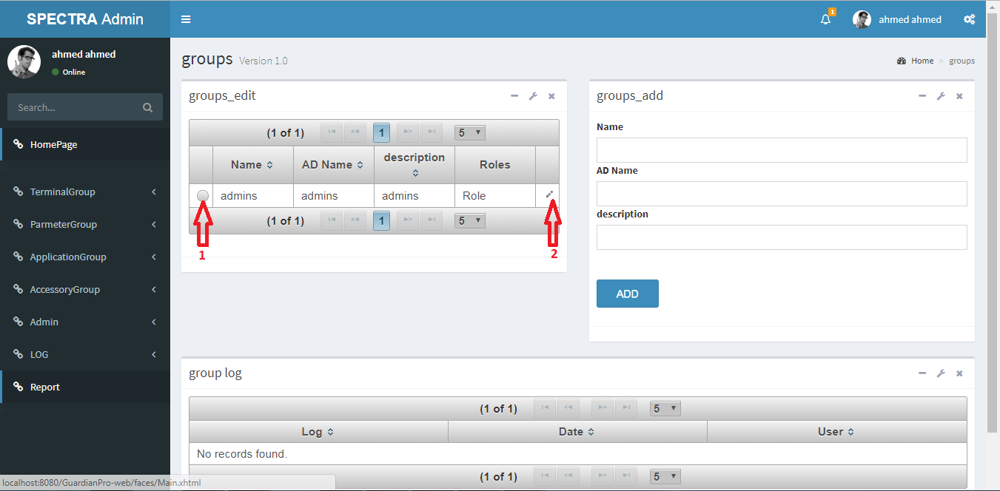 SPECTRA Admin
1
ahmed ahmed
ahmed ahmed
Online
Search...
HomePage
TerminalGroup
ParmeterGroup
ApplicationGroup
AccessoryGroup
Admin
LOG
Report
groups Version 1.0
Home > groups
groups_edit
(1 of 1) 1 5
Name AD Name description Roles
admins admins admins Role
(1 of 1) 1 5
1 2
groups_add
Name
AD Name
description
ADD
group log
(1 of 1) 5
Log Date User
No records found.
(1 of 1) 5
localhost:8080/GuardianPro-web/faces/Main.xhtml